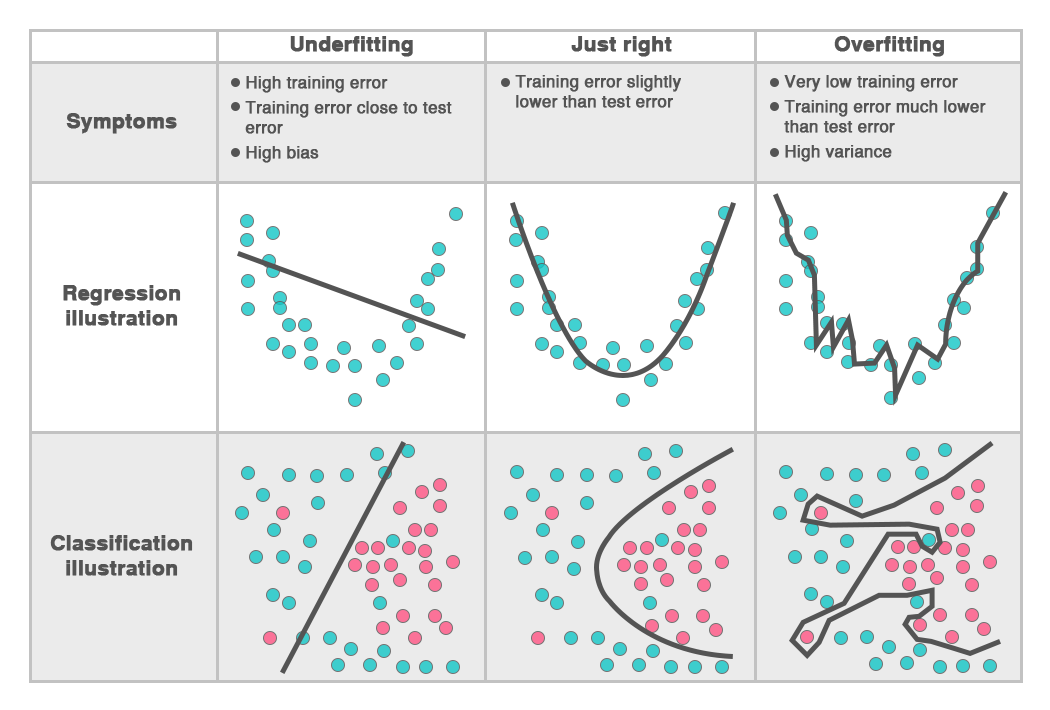 Underfitting
Just right
Overfitting
Symptoms
• High training error
• Training error close to test
error
• High bias
• Training error slightly
lower than test error
• Very low training error
• Training error much lower
than test error
• High variance
Regression
illustration
Classification
illustration